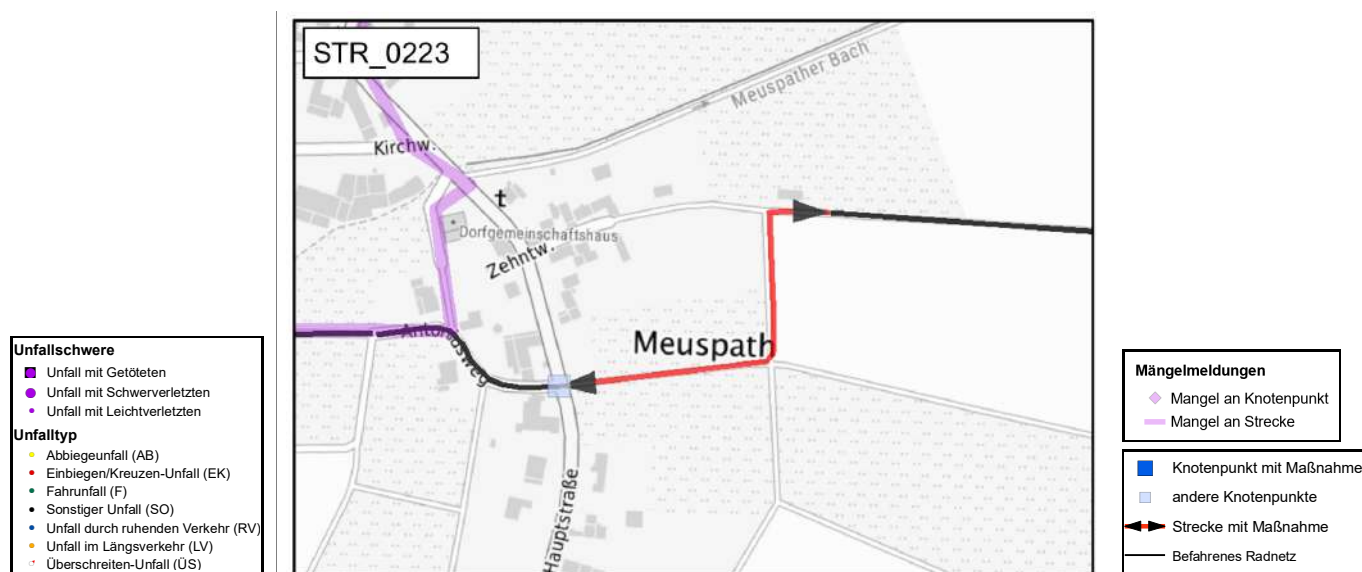 STR_0223
Meuspather Bach
Kirchw.
t
Dorfgemeinschaftshaus
Zehntw.
Meuspath
Antoniusweg
Hauptstraße
Unfallschwere
Unfall mit Getöteten
Unfall mit Schwerverletzten
Unfall mit Leichtverletzten
Unfalltyp
Abbiegeunfall (AB)
Einbiegen/Kreuzen-Unfall (EK)
Fahrunfall (F)
Sonstiger Unfall (SO)
Unfall durch ruhenden Verkehr (RV)
Unfall im Längsverkehr (LV)
Überschreiten-Unfall (ÜS)
Mängelmeldungen
Mangel an Knotenpunkt
Mangel an Strecke
Knotenpunkt mit Maßnahme
andere Knotenpunkte
Strecke mit Maßnahme
Befahrenes Radnetz